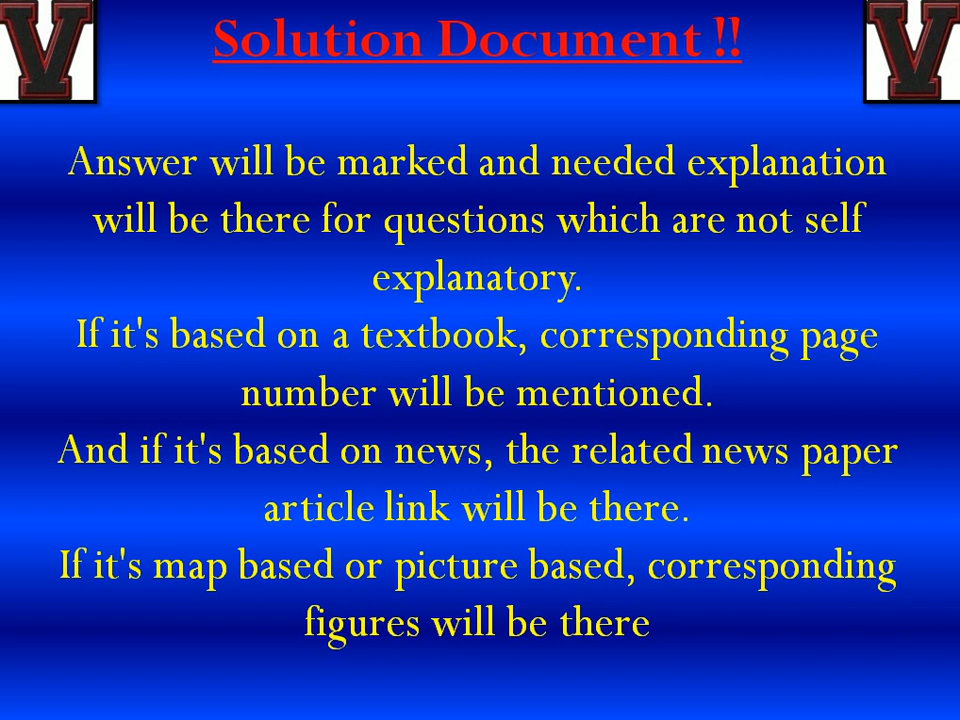 V
Solution Document !!
V
Answer will be marked and needed explanation
will be there for questions which are not self
explanatory.
If it's based on a textbook, corresponding page
number will be mentioned.
And if it's based on news, the related news paper
article link will be there.
If it's map based or picture based, corresponding
figures will be there